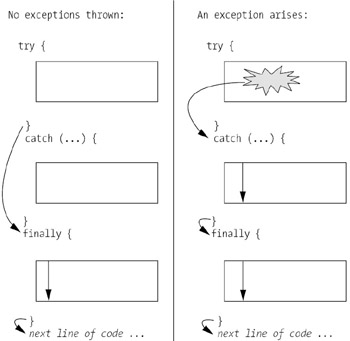 No exceptions thrown:
try {
}
catch (...) {
}
finally {
}
next line of code ...
An exception arises:
try {
}
catch (...) {
}
finally {
}
next line of code ...